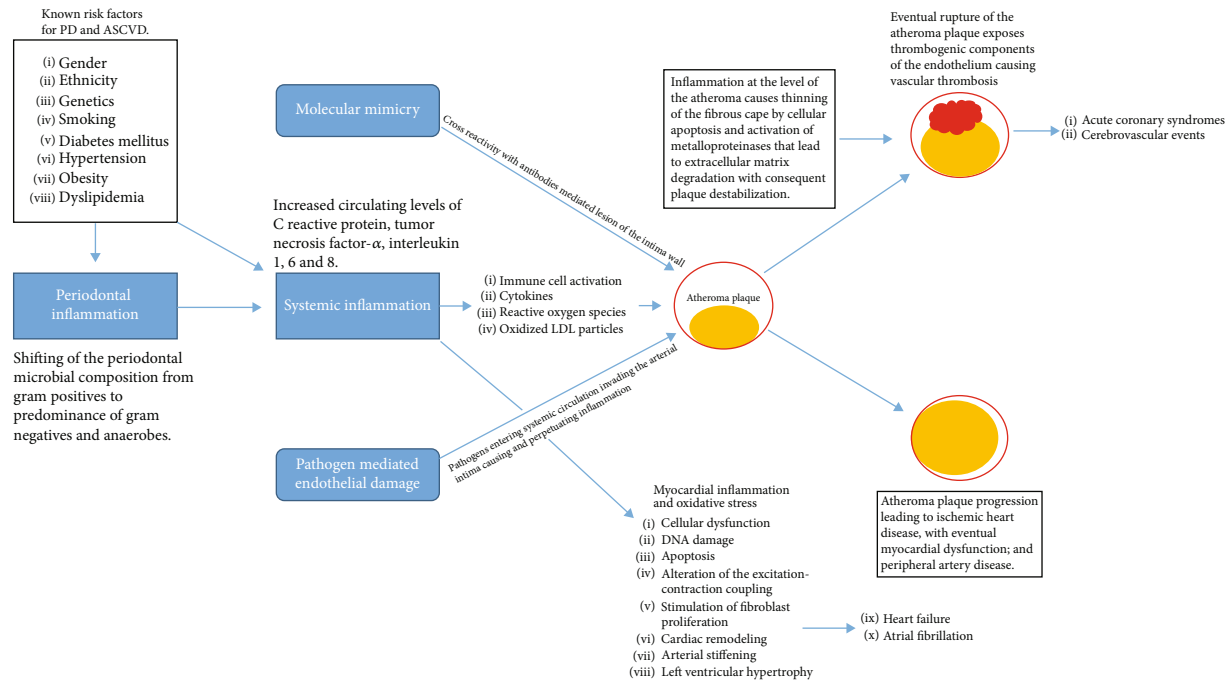 Known risk factors
for PD and ASCVD.
(i) Gender
(ii) Ethnicity
(iii) Genetics
(iv) Smoking
(v) Diabetes mellitus
(vi) Hypertension
(vii) Obesity
(viii) Dyslipidemia
Periodontal
inflammation
Shifting of the periodontal
microbial composition from
gram positives to
predominance of gram
negatives and anaerobes.
Molecular mimicry
Cross reactivity with antibodies mediated lesion of the intima wall
Increased circulating levels of
C reactive protein, tumor
necrosis factor-α, interleukin
1, 6 and 8.
Systemic inflammation
(i) Immune cell activation
(ii) Cytokines
(iii) Reactive oxygen species
(iv) Oxidized LDL particles
Pathogen mediated
endothelial damage
Pathogens entering systemic circulation invading the arterial
intima causing and perpetuating inflammation
Atheroma plaque
Inflammation at the level of
the atheroma causes thinning
of the fibrous cape by cellular
apoptosis and activation of
metalloproteinases that lead
to extracellular matrix
degradation with consequent
plaque destabilization.
Eventual rupture of the
atheroma plaque exposes
thrombogenic components
of the endothelium causing
vascular thrombosis
(i) Acute coronary syndromes
(ii) Cerebrovascular events
Atheroma plaque progression
leading to ischemic heart
disease, with eventual
myocardial dysfunction; and
peripheral artery disease.
Myocardial inflammation
and oxidative stress
(i) Cellular dysfunction
(ii) DNA damage
(iii) Apoptosis
(iv) Alteration of the excitation-
contraction coupling
(v) Stimulation of fibroblast
proliferation
(vi) Cardiac remodeling
(vii) Arterial stiffening
(viii) Left ventricular hypertrophy
(ix) Heart failure
(x) Atrial fibrillation